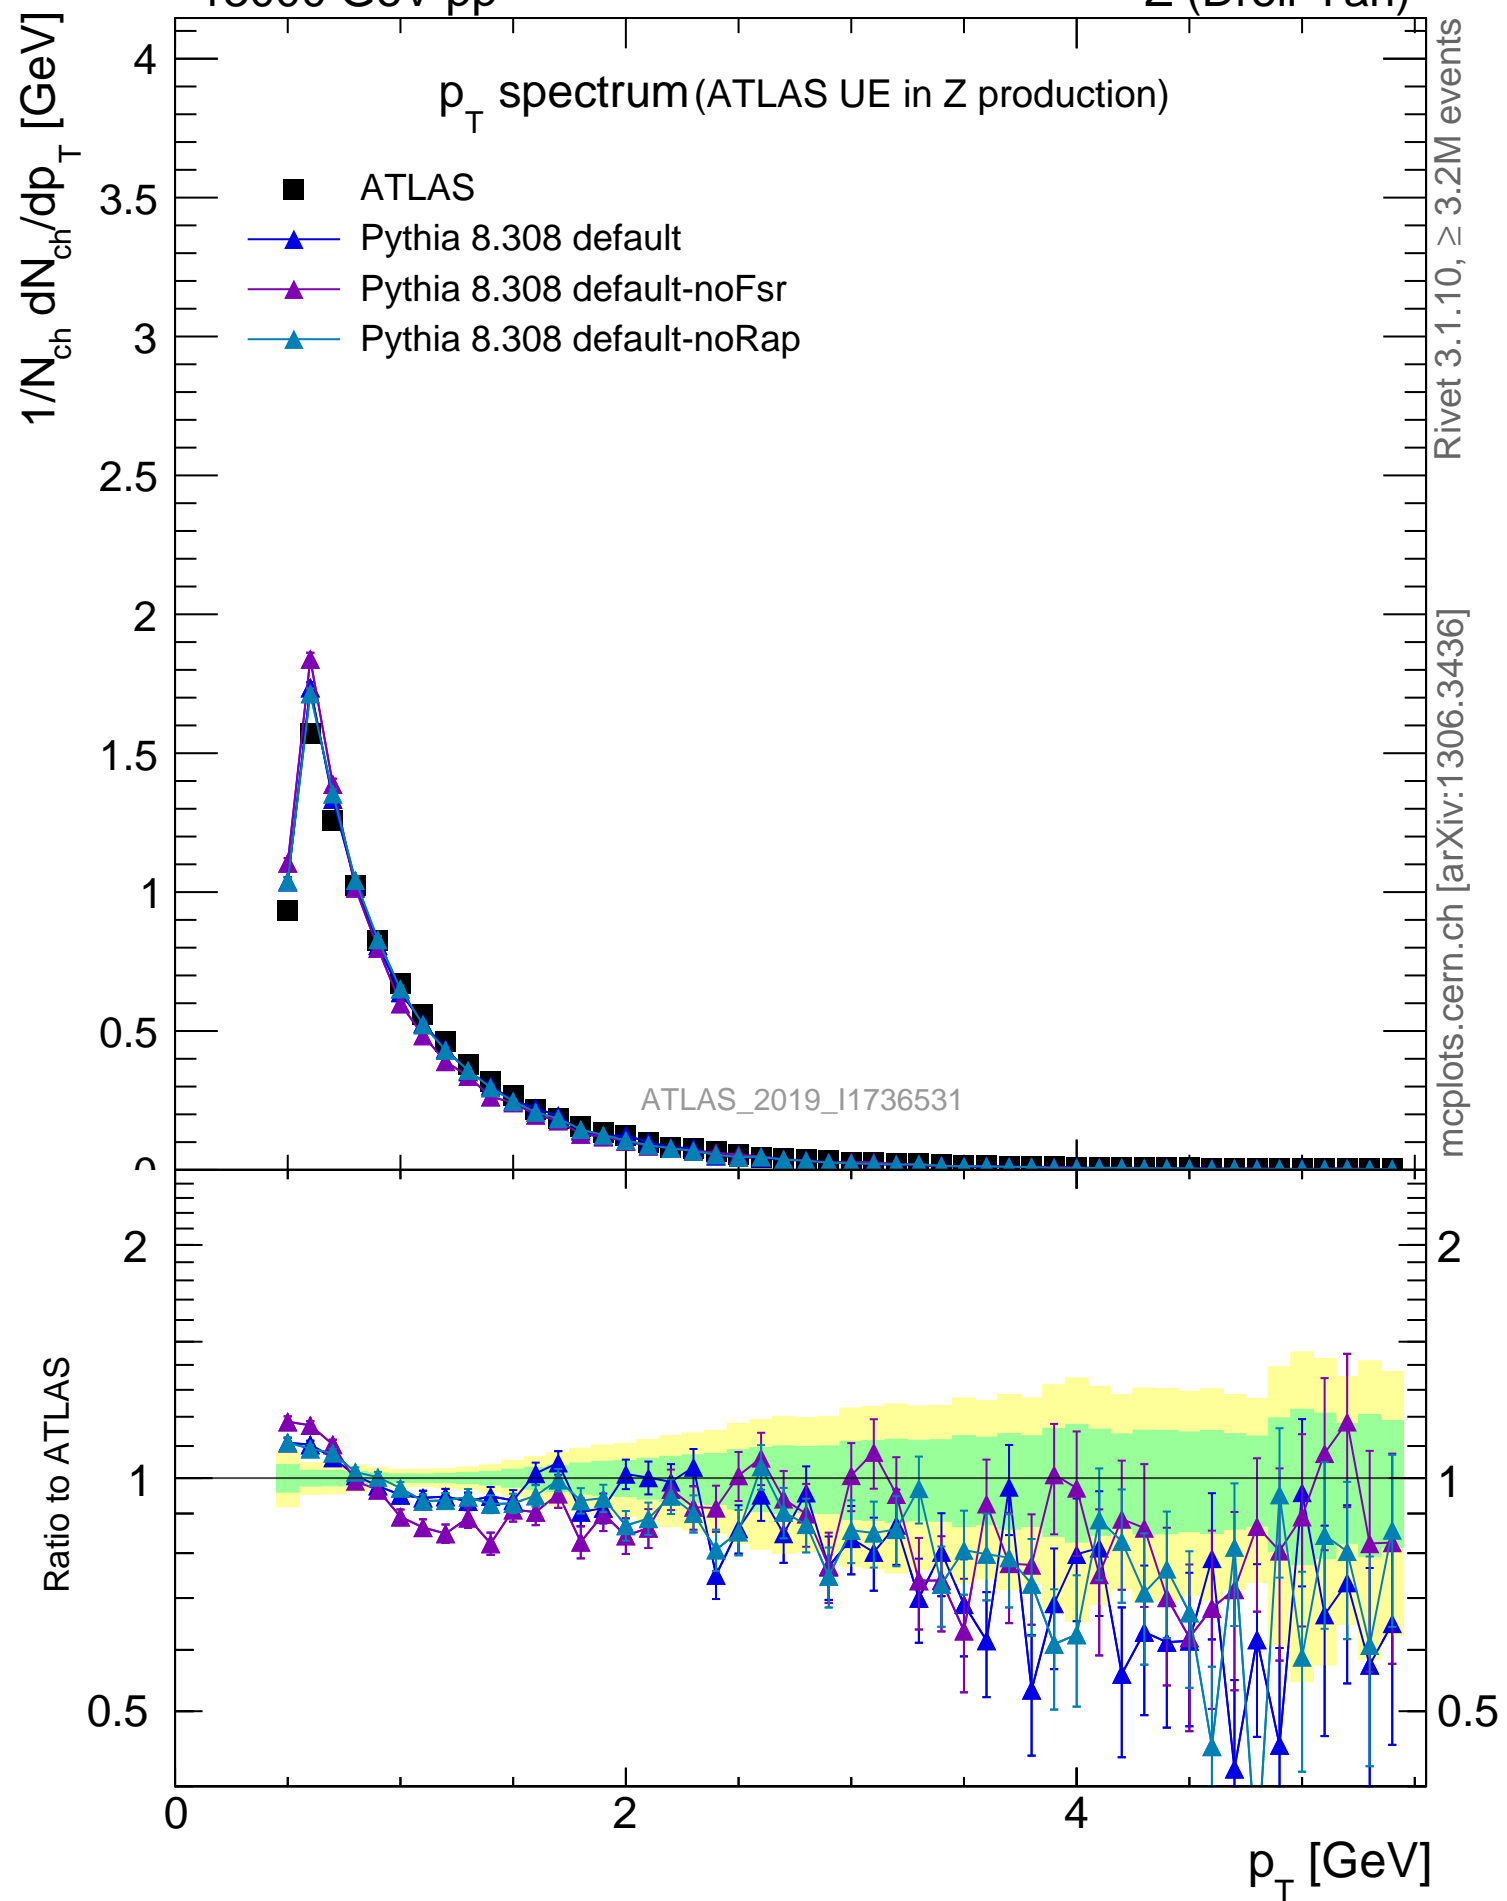 p_T spectrum (ATLAS UE in Z production)
ATLAS
Pythia 8.308 default
Pythia 8.308 default-noFsr
Pythia 8.308 default-noRap
1/N_ch dN_ch/dp_T [GeV]
4
3.5
3
2.5
2
1.5
1
0.5
0
ATLAS_2019_I1736531
Rivet 3.1.10, ≥ 3.2M events
mcplots.cern.ch [arXiv:1306.3436]
Ratio to ATLAS
2
1
0.5
2
1
0.5
0
2
4
p_T [GeV]